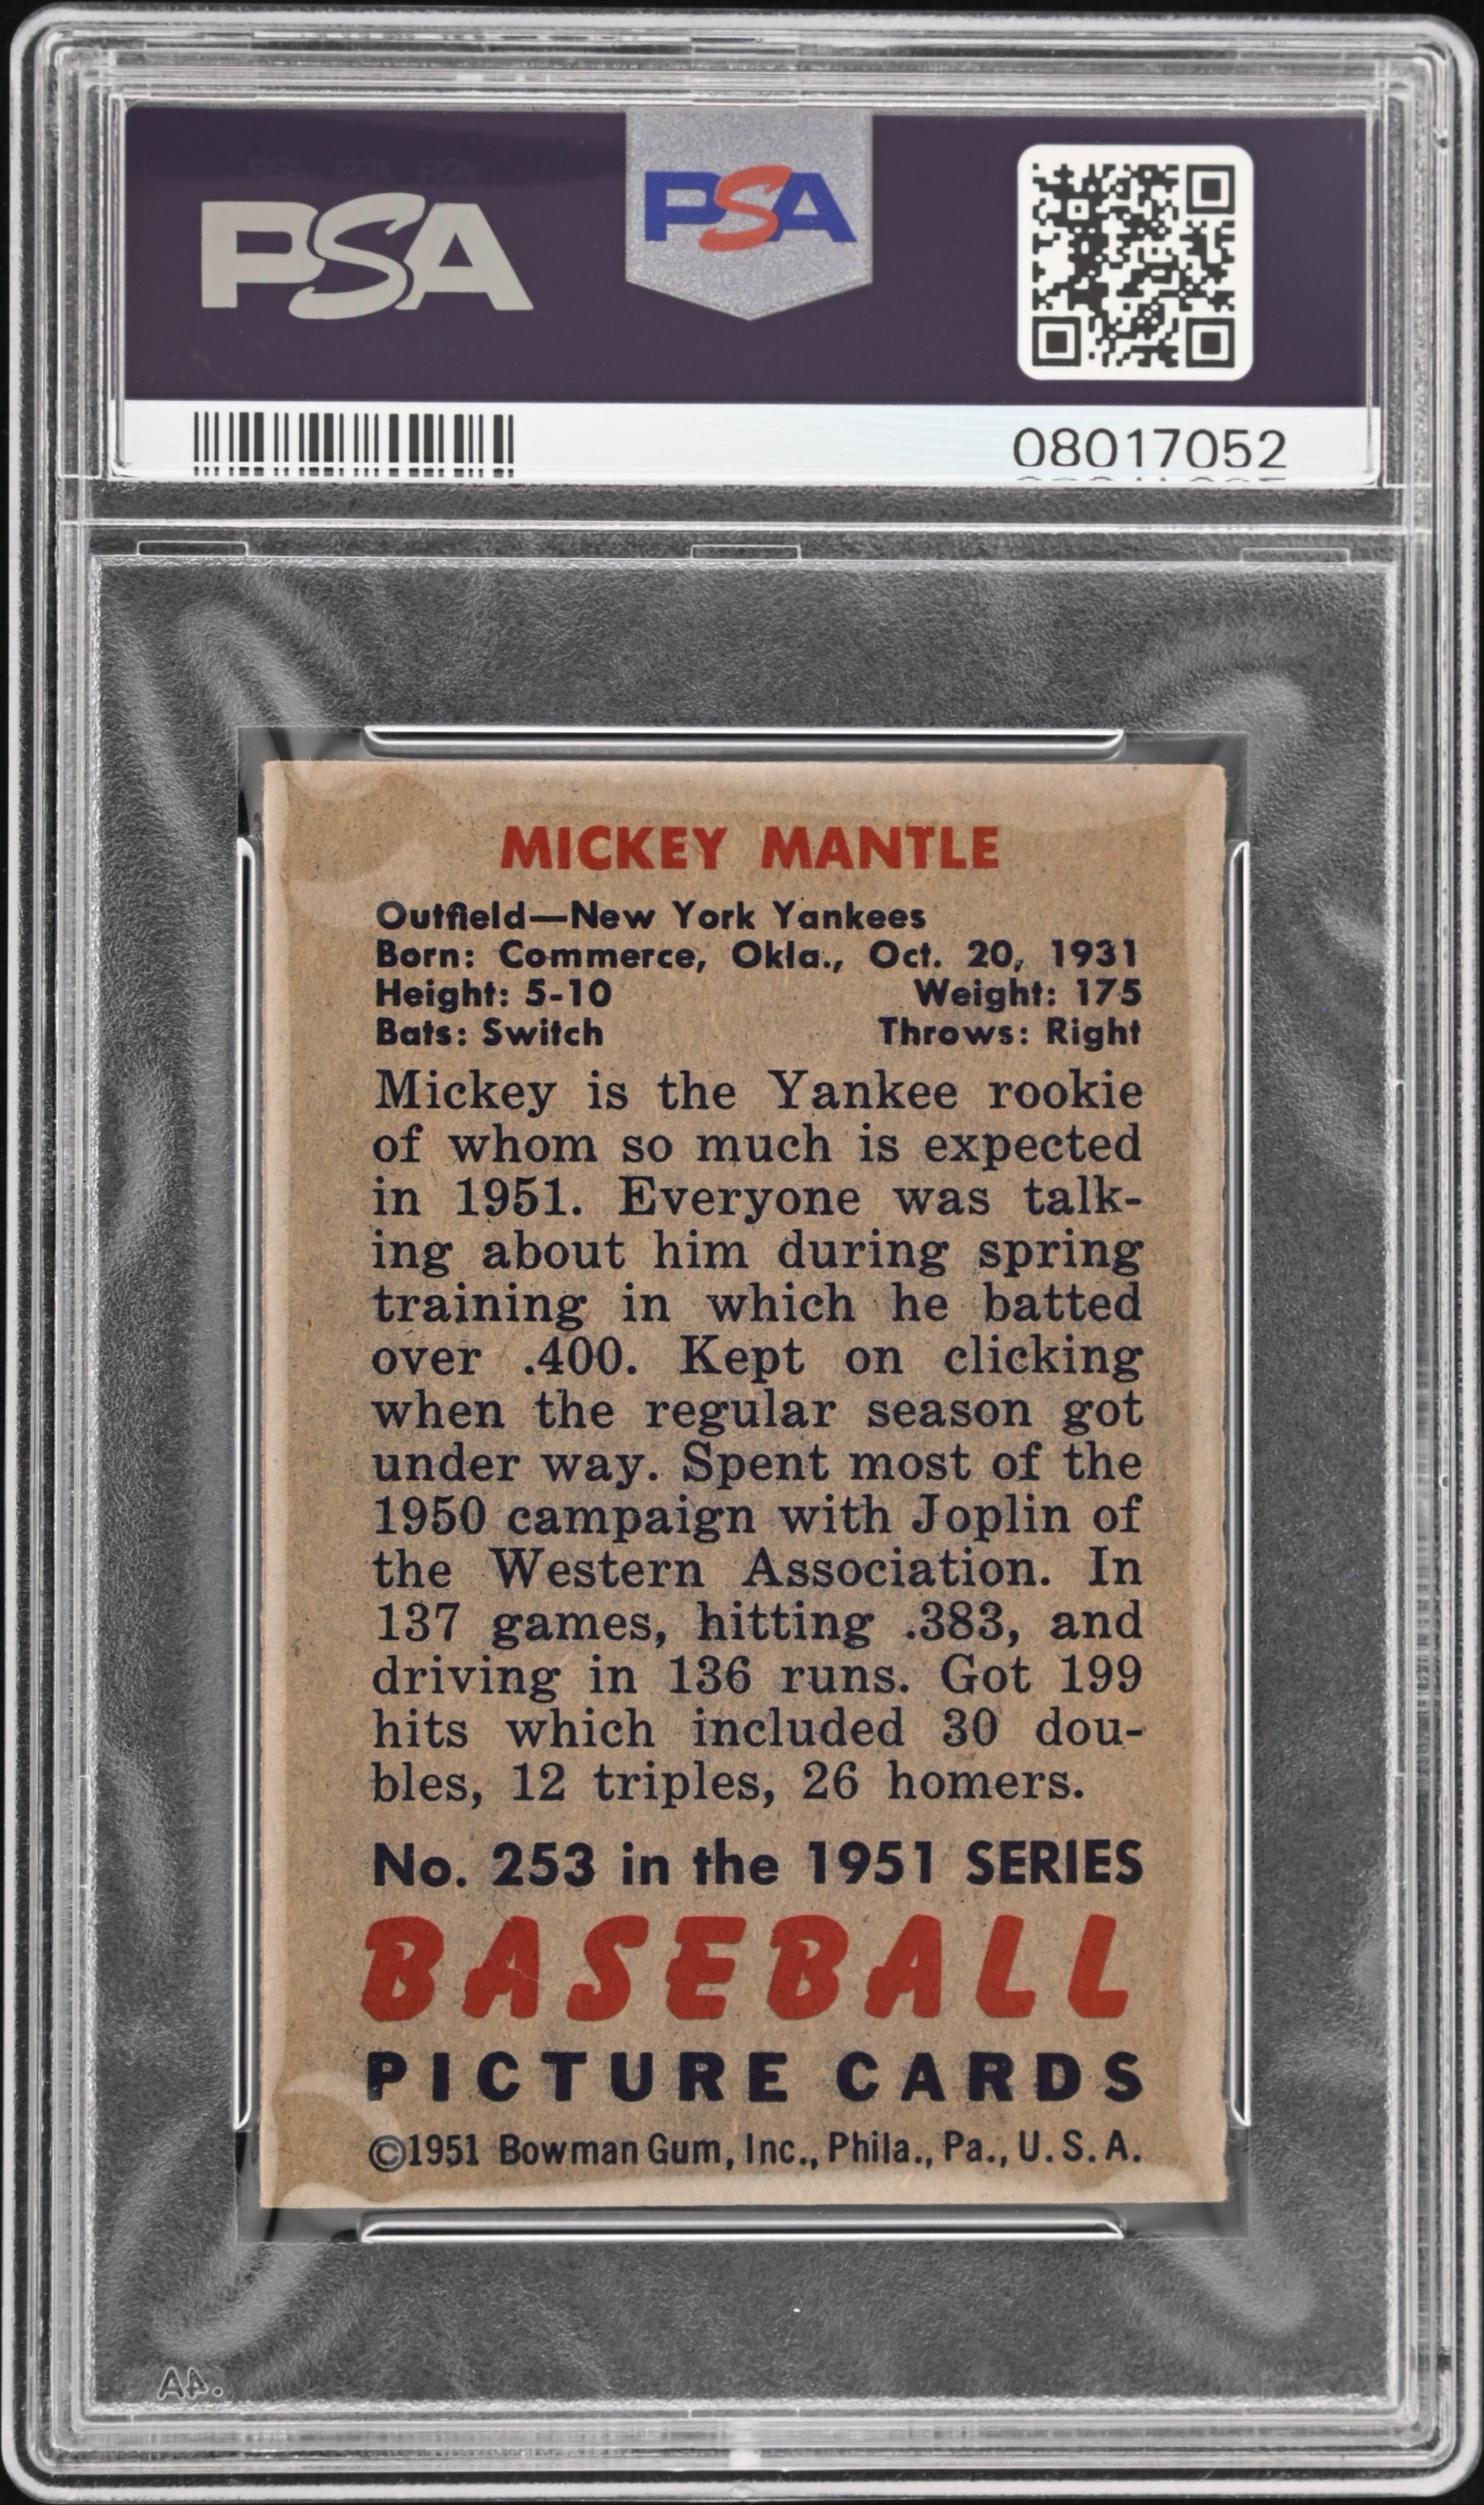 PSA
PSA
08017052
MICKEY MANTLE
Outfield—New York Yankees
Born: Commerce, Okla., Oct. 20, 1931
Height: 5-10 Weight: 175
Bats: Switch Throws: Right
Mickey is the Yankee rookie
of whom so much is expected
in 1951. Everyone was talk-
ing about him during spring
training in which he batted
over .400. Kept on clicking
when the regular season got
under way. Spent most of the
1950 campaign with Joplin of
the Western Association. In
137 games, hitting .383, and
driving in 136 runs. Got 199
hits which included 30 dou-
bles, 12 triples, 26 homers.
No. 253 in the 1951 SERIES
BASEBALL
PICTURE CARDS
©1951 Bowman Gum, Inc., Phila., Pa., U. S. A.